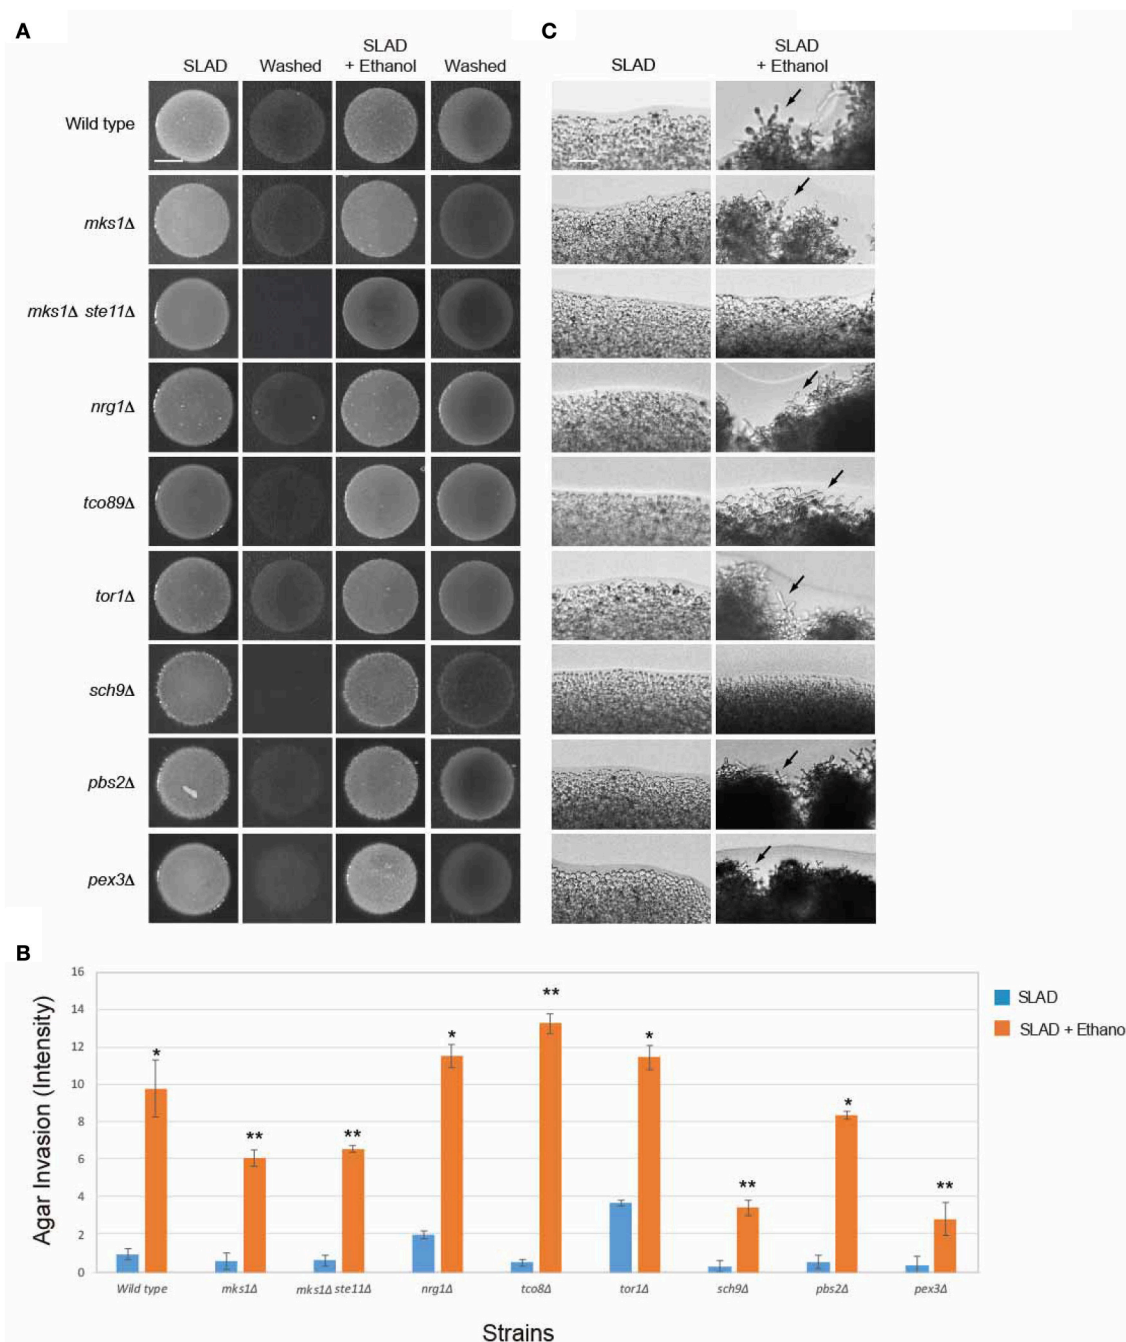 A
C
SLAD Washed SLAD + Ethanol Washed
SLAD SLAD + Ethanol
Wild type
mks1Δ
mks1Δ ste11Δ
nrg1Δ
tco89Δ
tor1Δ
sch9Δ
pbs2Δ
pex3Δ
B
16
14
12
10
8
6
4
2
0
Agar Invasion (Intensity)
* ** ** * ** * ** * **
SLAD
SLAD + Ethano
Wild type mks1Δ mks1Δ ste11Δ nrg1Δ tco8Δ tor1Δ sch9Δ pbs2Δ pex3Δ
Strains